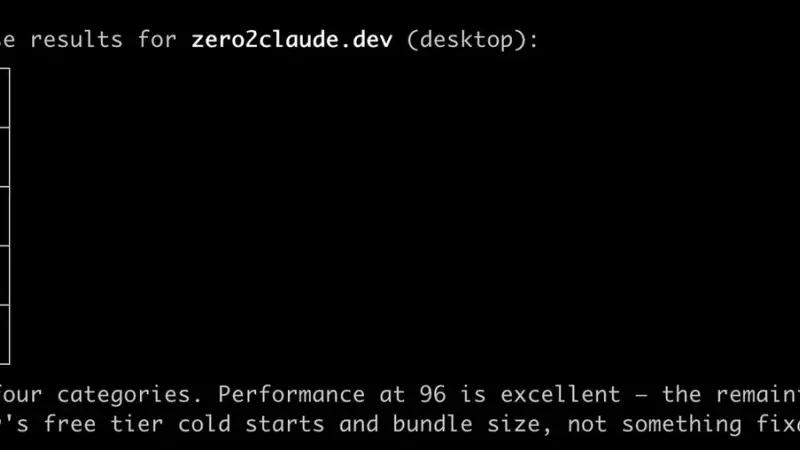 se results for zero2claude.dev (desktop):
four categories. Performance at 96 is excellent — the remain
's free tier cold starts and bundle size, not something fix